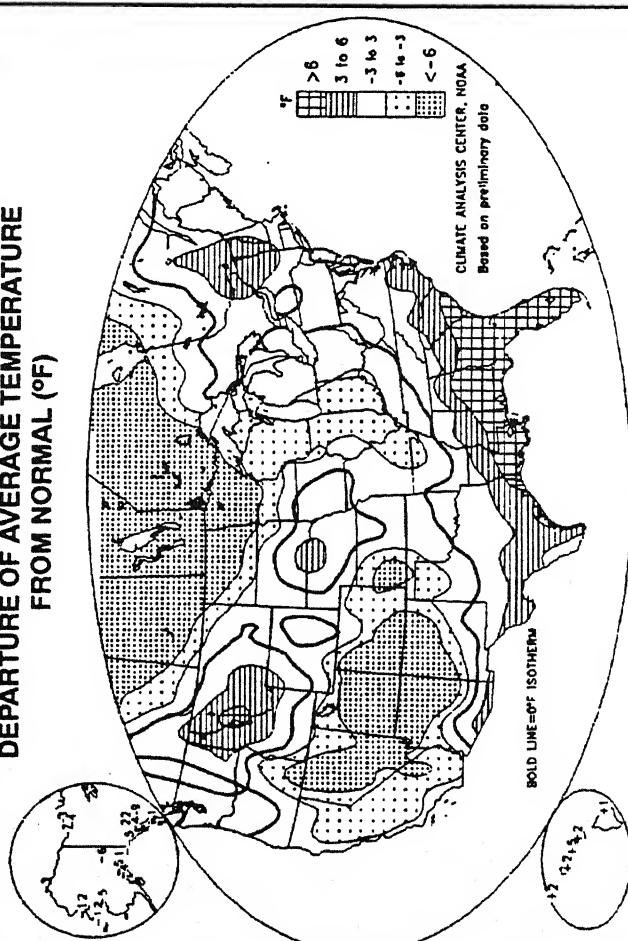 DEPARTURE OF AVERAGE TEMPERATURE
FROM NORMAL (°F)
°F
>6
3 to 6
-3 to 3
-6 to -3
<-6
CLIMATE ANALYSIS CENTER, NOAA
Based on preliminary data
BOLD LINE=0°F ISOTHERM